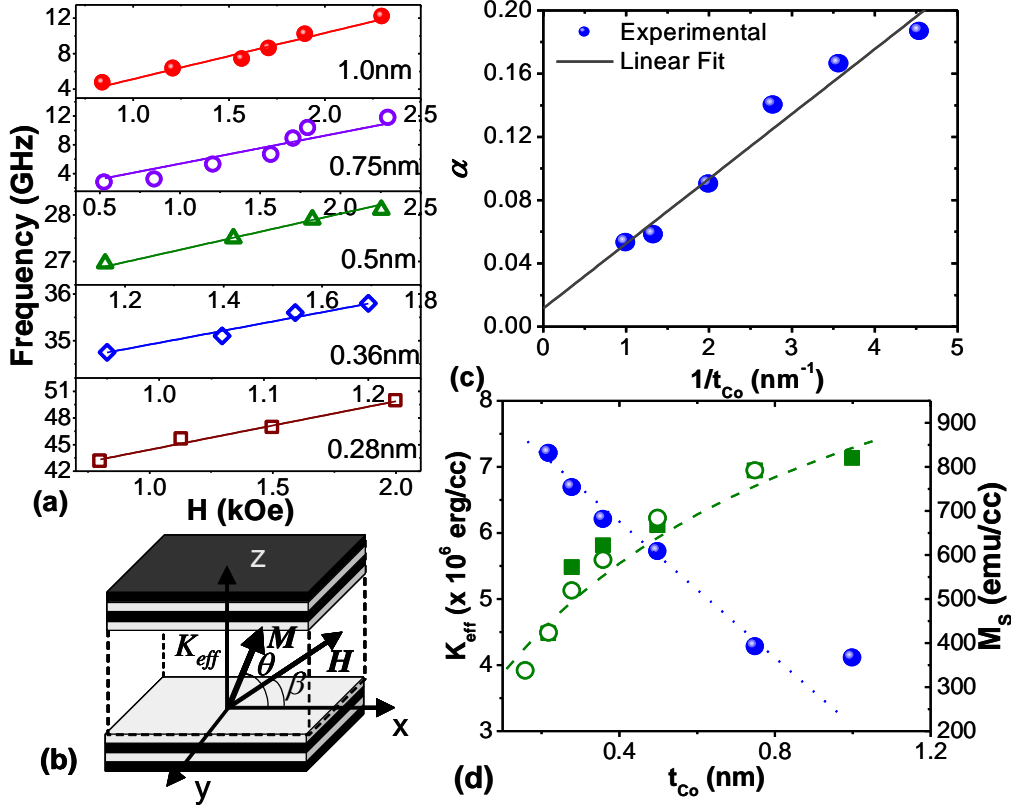 12
8
4
1.0nm
1.0 1.5 2.0 2.5
12
8
4
0.75nm
0.5 1.0 1.5 2.0 2.5
28
27
0.5nm
1.2 1.4 1.6 1.8
36
35
0.36nm
1.0 1.1 1.2
51
48
45
42
0.28nm
1.0 1.5 2.0
Frequency (GHz)
H (kOe)
(a)
z
K_eff
M
θ
H
β
x
y
(b)
0.20
0.16
0.12
0.08
0.04
0.00
α
Experimental
Linear Fit
0 1 2 3 4 5
1/t_Co (nm⁻¹)
(c)
8
7
6
5
4
3
K_eff (x 10⁶ erg/cc)
900
800
700
600
500
400
300
200
M_S (emu/cc)
0.4 0.8 1.2
t_Co (nm)
(d)